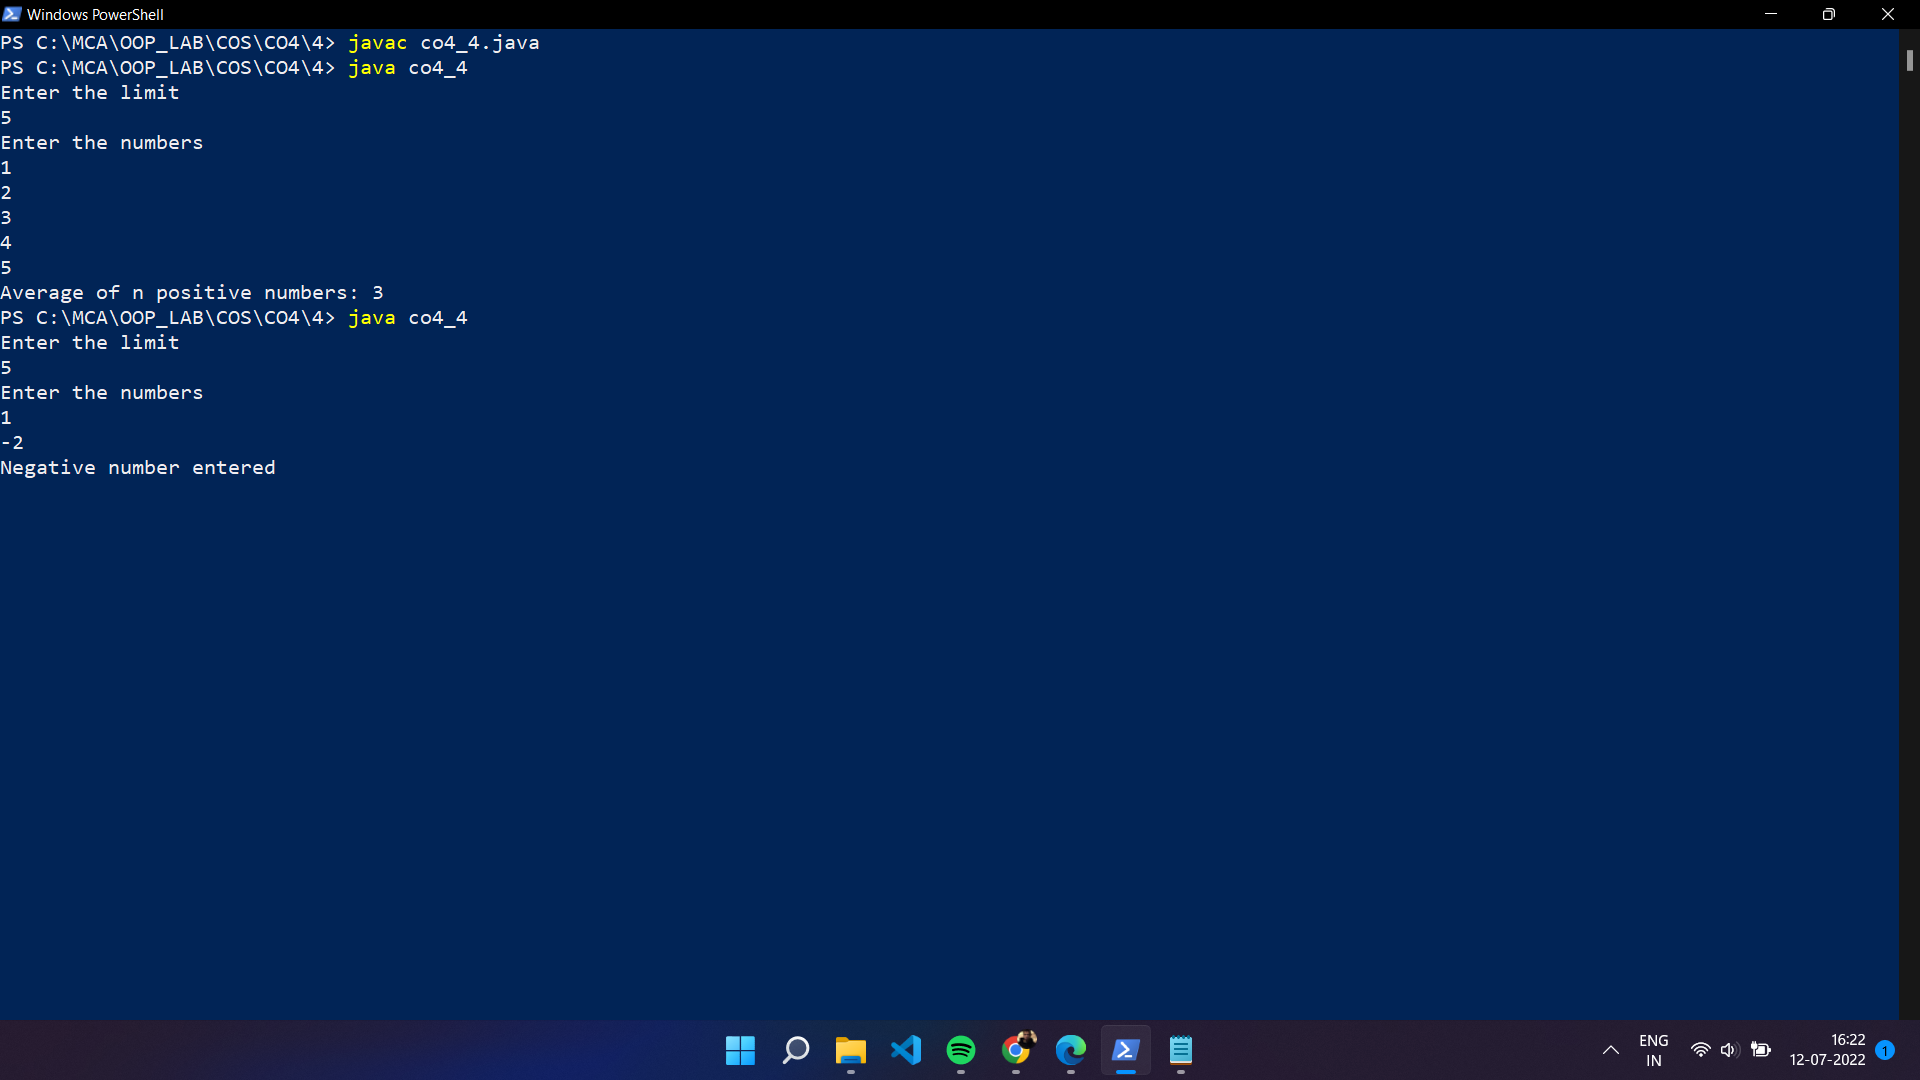 Windows PowerShell
PS C:\MCA\OOP_LAB\COS\CO4\4> javac co4_4.java
PS C:\MCA\OOP_LAB\COS\CO4\4> java co4_4
Enter the limit
5
Enter the numbers
1
2
3
4
5
Average of n positive numbers: 3
PS C:\MCA\OOP_LAB\COS\CO4\4> java co4_4
Enter the limit
5
Enter the numbers
1
-2
Negative number entered
ENG
IN
16:22
12-07-2022
1